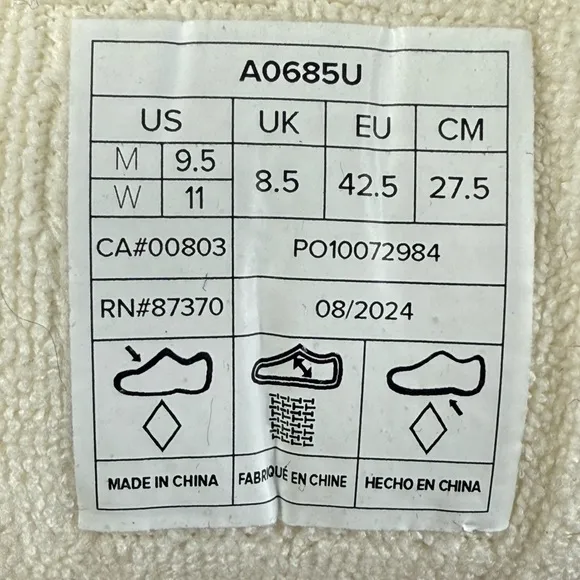 A0685U
US UK EU CM
M 9.5
W 11
8.5 42.5 27.5
CA#00803 PO10072984
RN#87370 08/2024
MADE IN CHINA FABRIQUÉ EN CHINE HECHO EN CHINA